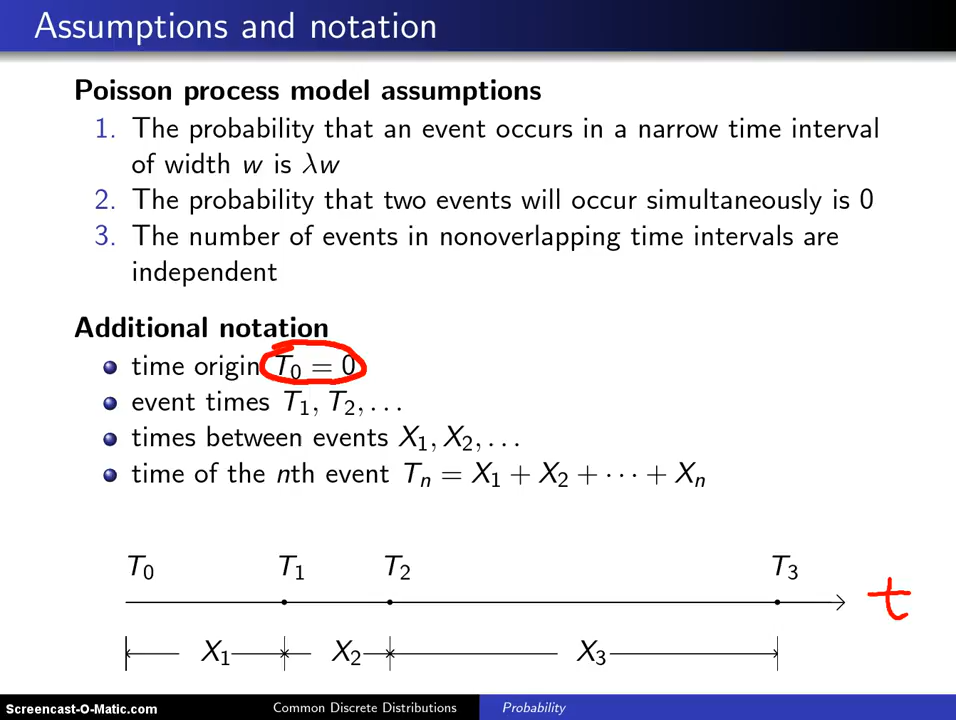 Assumptions and notation
Poisson process model assumptions
1. The probability that an event occurs in a narrow time interval
of width w is λw
2. The probability that two events will occur simultaneously is 0
3. The number of events in nonoverlapping time intervals are
independent
Additional notation
time origin T₀ = 0
event times T₁, T₂, . . .
times between events X₁, X₂, . . .
time of the nth event Tₙ = X₁ + X₂ + · · · + Xₙ
T₀ T₁ T₂ T₃
t
X₁ X₂ X₃
Screencast-O-Matic.com Common Discrete Distributions Probability